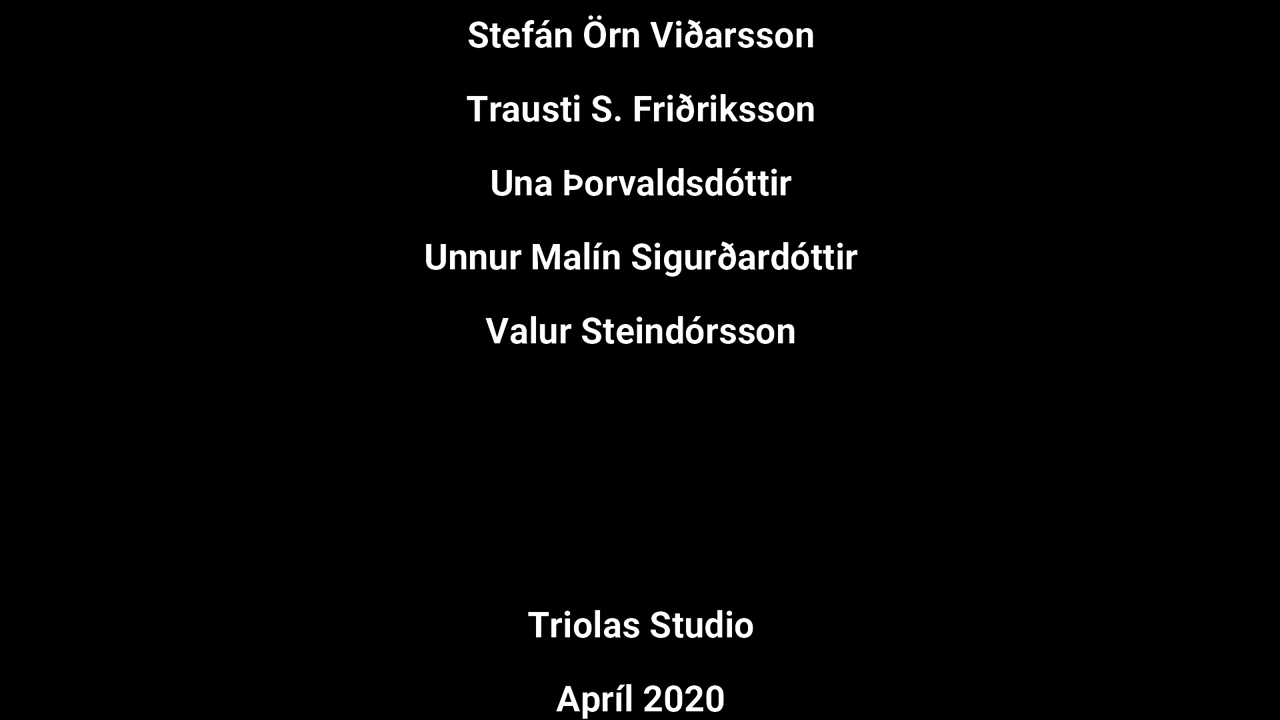 Stefán Örn Viðarsson
Trausti S. Friðriksson
Una Þorvaldsdóttir
Unnur Malín Sigurðardóttir
Valur Steindórsson
Triolas Studio
Apríl 2020